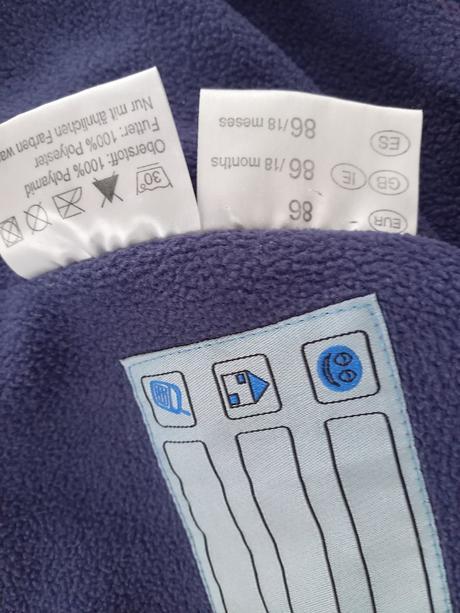 EUR 86
GB IE 86 /18 months
ES 86 /18 meses
30°
Oberstoff: 100% Polyamid
Futter: 100% Polyester
Nur mit ähnlichen Farben wa